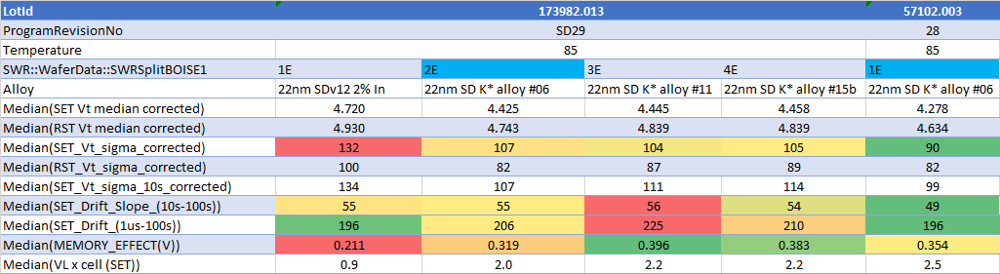 LotId 173982.013 57102.003
ProgramRevisionNo SD29 28
Temperature 85 85
SWR::WaferData::SWRSplitBOISE1 1E 2E 3E 4E 1E
Alloy 22nm SDv12 2% In 22nm SD K* alloy #06 22nm SD K* alloy #11 22nm SD K* alloy #15b 22nm SD K* alloy #06
Median(SET Vt median corrected) 4.720 4.425 4.445 4.458 4.278
Median(RST Vt median corrected) 4.930 4.743 4.839 4.839 4.634
Median(SET_Vt_sigma_corrected) 132 107 104 105 90
Median(RST_Vt_sigma_corrected) 100 82 87 89 82
Median(SET_Vt_sigma_10s_corrected) 134 107 111 114 99
Median(SET_Drift_Slope_(10s-100s)) 55 55 56 54 49
Median(SET_Drift_(1us-100s)) 196 206 225 210 196
Median(MEMORY_EFFECT(V)) 0.211 0.319 0.396 0.383 0.354
Median(VL x cell (SET)) 0.9 2.0 2.2 2.2 2.5